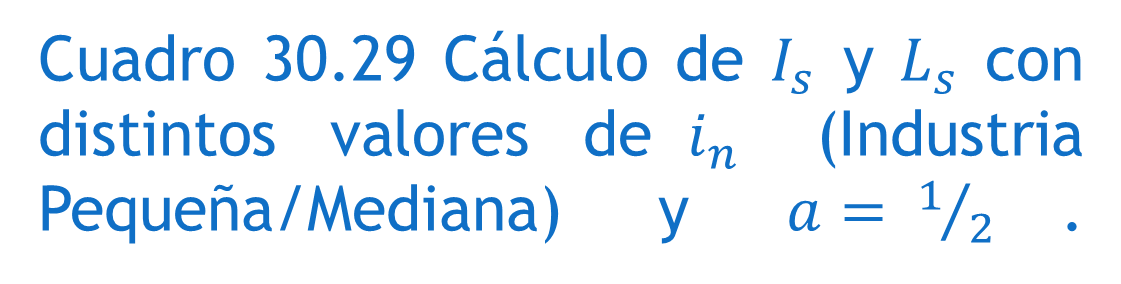 Cuadro 30.29 Cálculo de Iₛ y Lₛ con
distintos valores de iₙ (Industria
Pequeña/Mediana) y a = ¹/₂ .